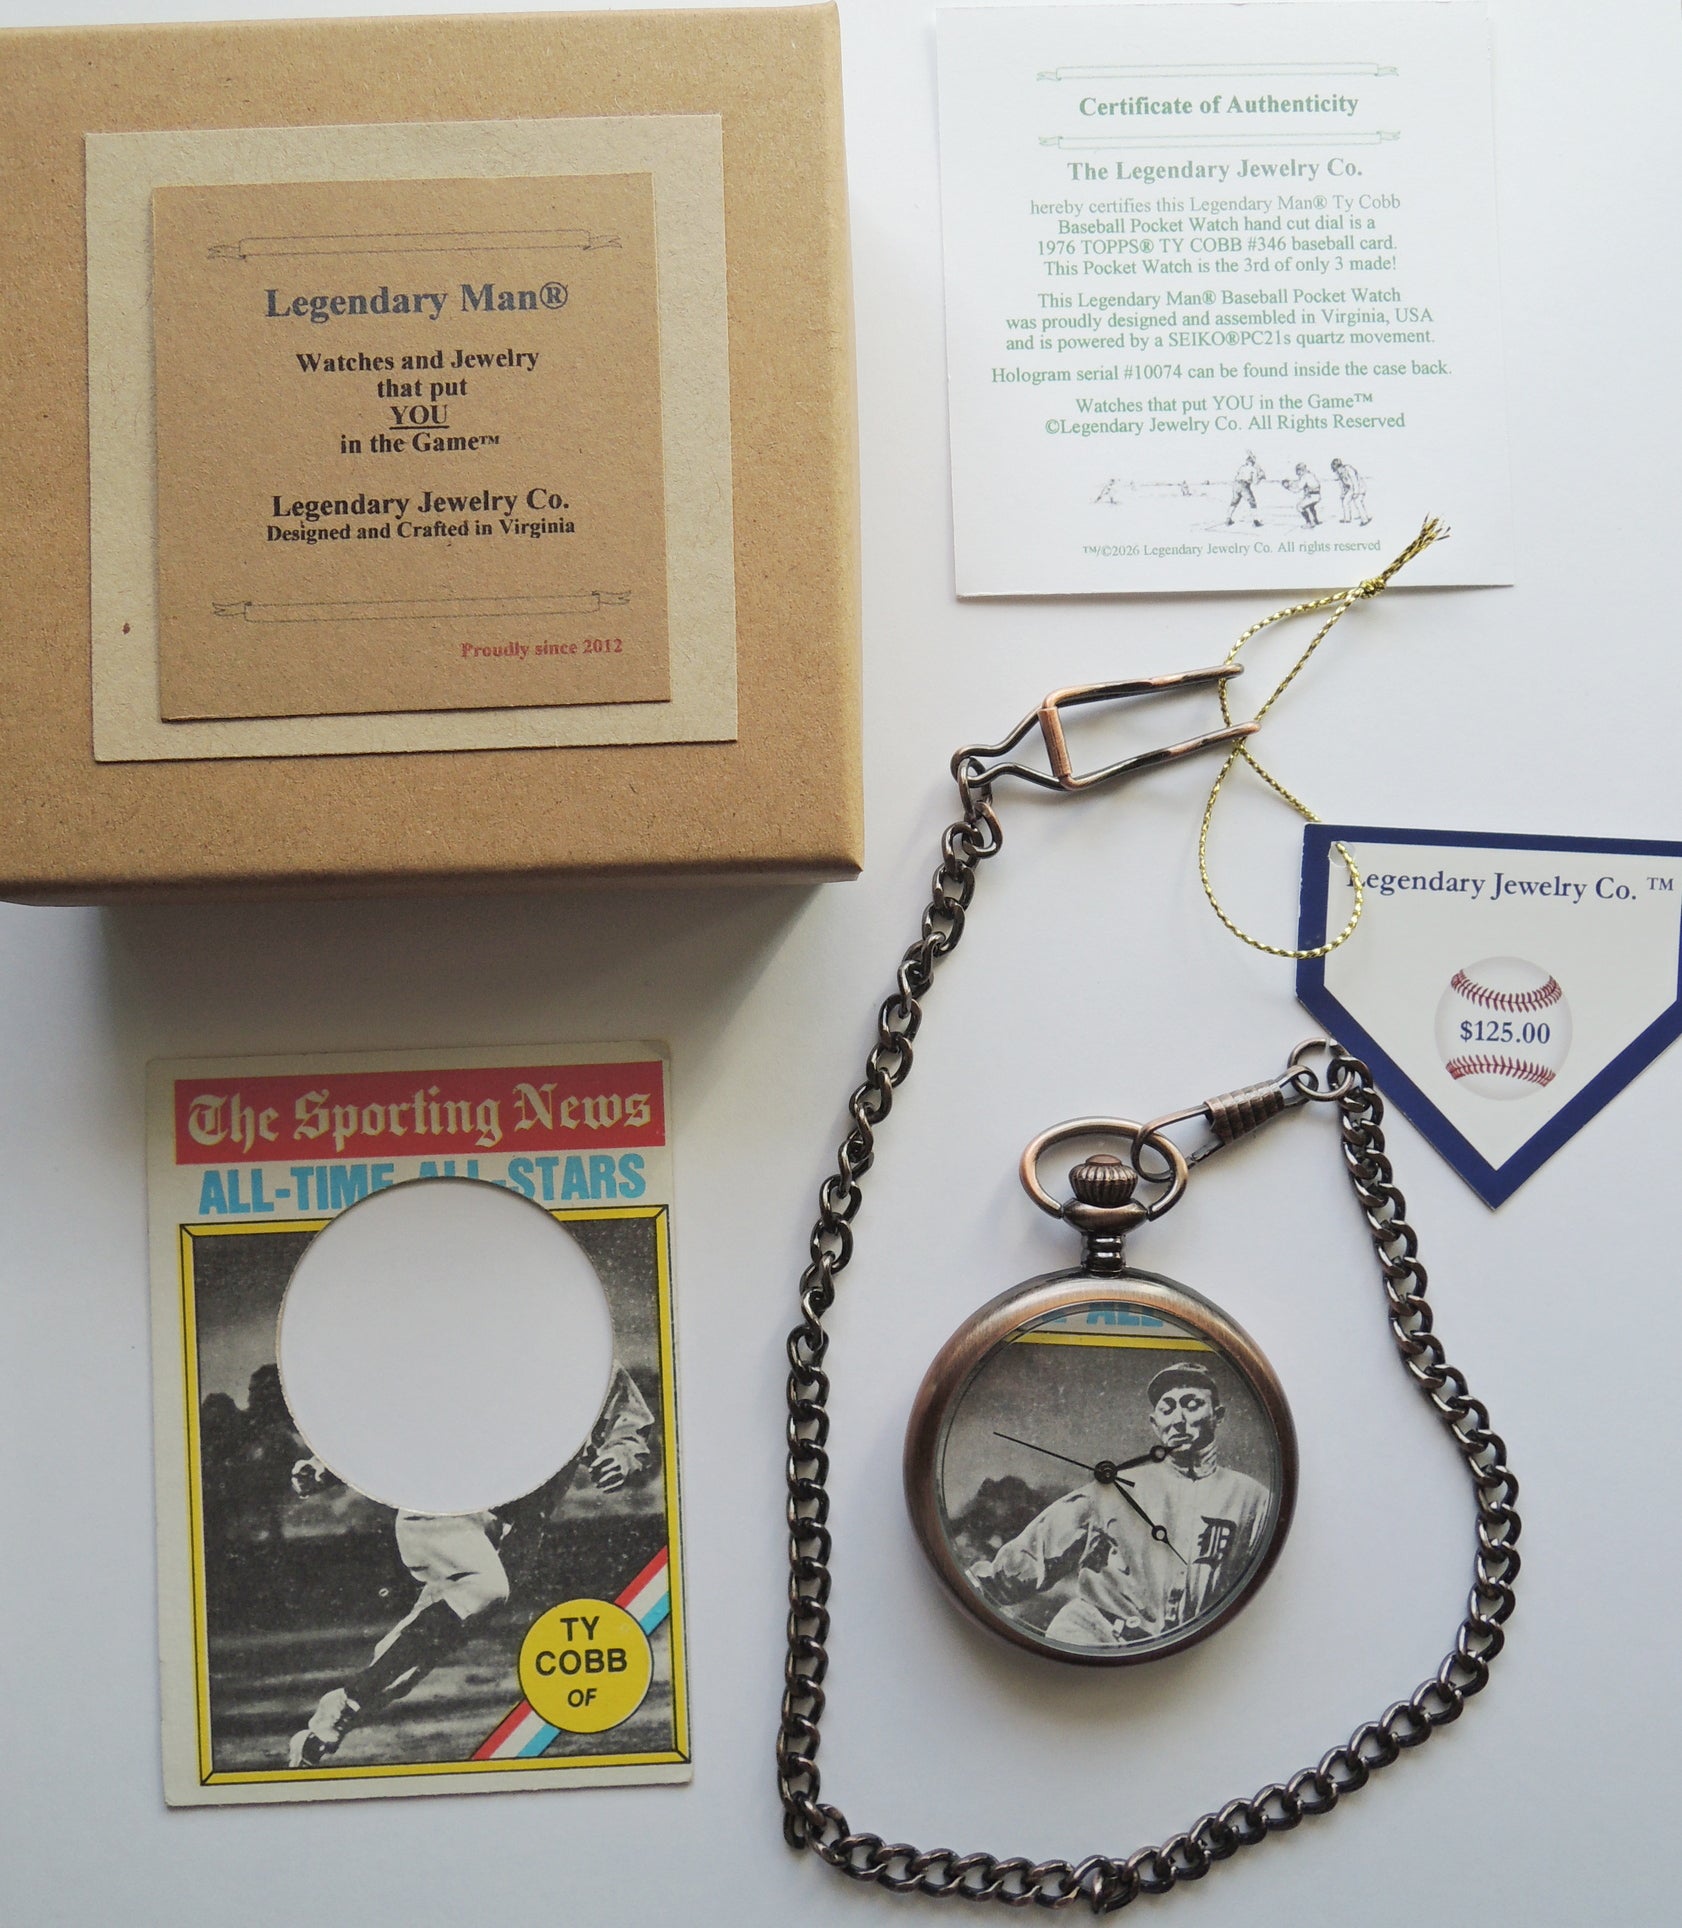 Legendary Man®
Watches and Jewelry
that put
YOU
in the Game™
Legendary Jewelry Co.
Designed and Crafted in Virginia
Proudly since 2012
Certificate of Authenticity
The Legendary Jewelry Co.
hereby certifies this Legendary Man® Ty Cobb
Baseball Pocket Watch hand cut dial is a
1976 TOPPS® TY COBB #346 baseball card.
This Pocket Watch is the 3rd of only 3 made!
This Legendary Man® Baseball Pocket Watch
was proudly designed and assembled in Virginia, USA
and is powered by a SEIKO®PC21s quartz movement.
Hologram serial #10074 can be found inside the case back.
Watches that put YOU in the Game™
©Legendary Jewelry Co. All Rights Reserved
™/©2026 Legendary Jewelry Co. All rights reserved
Legendary Jewelry Co. ™
$125.00
The Sporting News
ALL-TIME ALL-STARS
TY
COBB
OF
E ALL
D